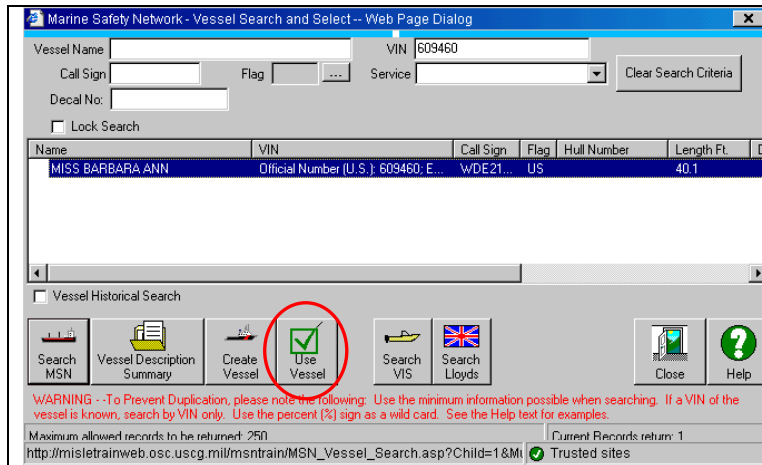 Marine Safety Network - Vessel Search and Select -- Web Page Dialog
Vessel Name VIN 609460
Call Sign Flag ... Service Clear Search Criteria
Decal No:
Lock Search
Name VIN Call Sign Flag Hull Number Length Ft. D
MISS BARBARA ANN Official Number (U.S.): 609460; E... WDE21... US 40.1
Vessel Historical Search
Search MSN Vessel Description Summary Create Vessel Use Vessel Search VIS Search Lloyds Close Help
WARNING - -To Prevent Duplication, please note the following: Use the minimum information possible when searching. If a VIN of the
vessel is known, search by VIN only. Use the percent (%) sign as a wild card. See the Help text for examples.
Maximum allowed records to be returned: 250 Current Records return: 1
http://misletrainweb.osc.uscg.mil/msntrain/MSN_Vessel_Search.asp?Child=1&Mu Trusted sites